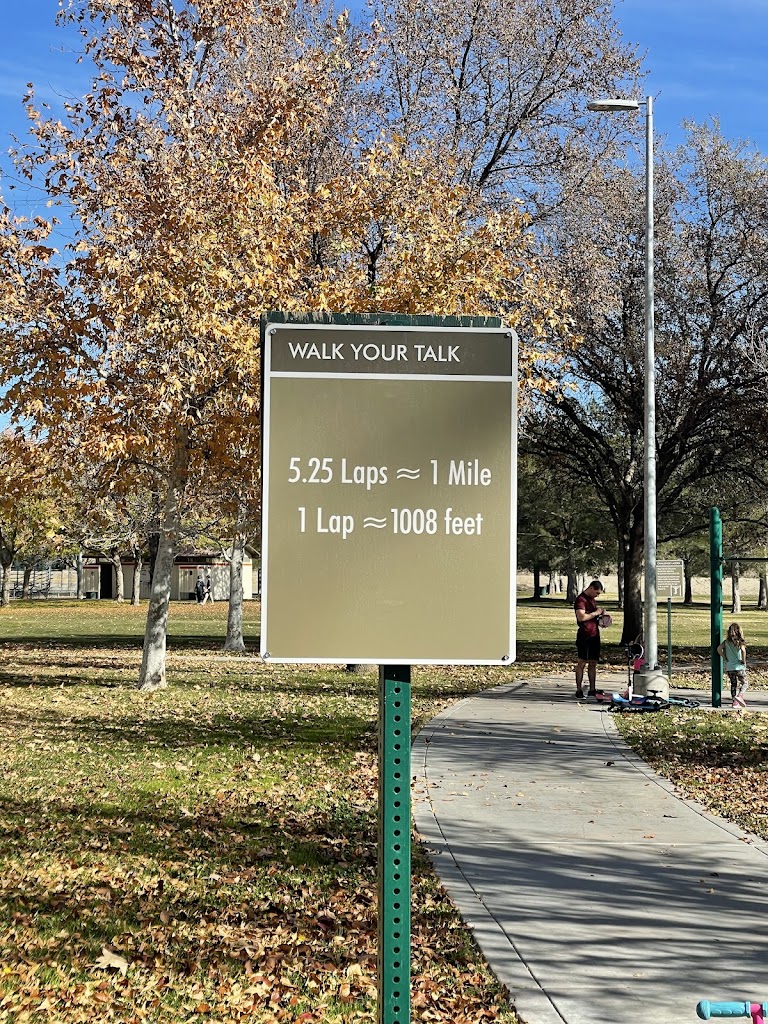 WALK YOUR TALK
5.25 Laps ≈ 1 Mile
1 Lap ≈ 1008 feet